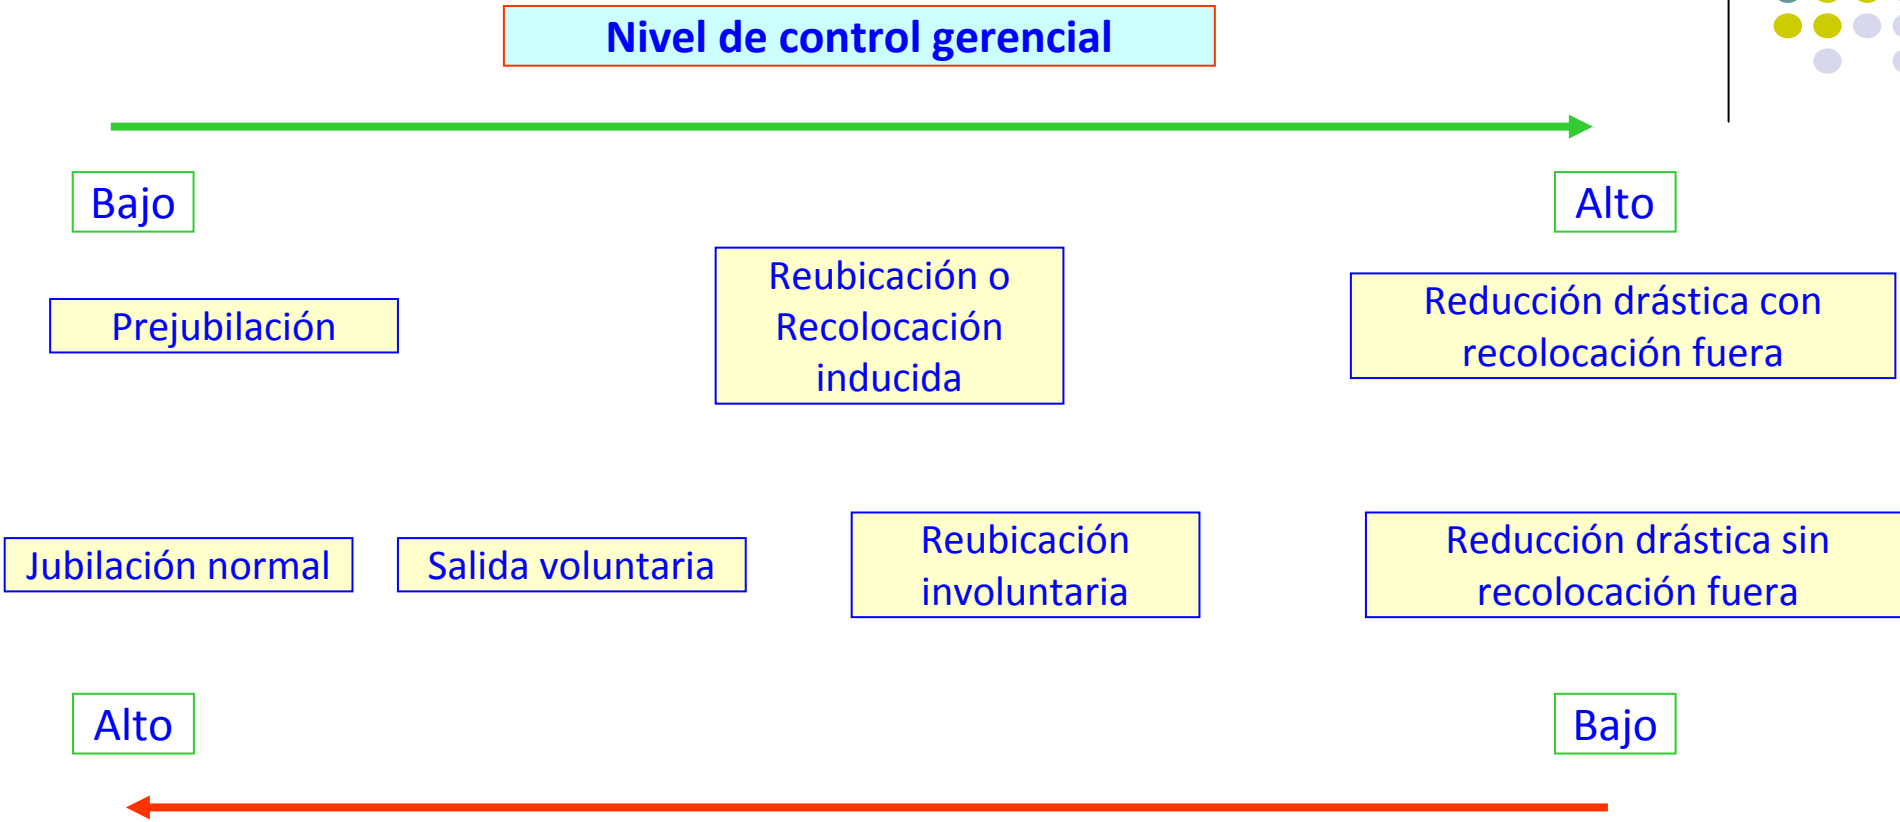 Nivel de control gerencial
Bajo
Alto
Prejubilación
Reubicación o
Recolocación
inducida
Reducción drástica con
recolocación fuera
Jubilación normal
Salida voluntaria
Reubicación
involuntaria
Reducción drástica sin
recolocación fuera
Alto
Bajo